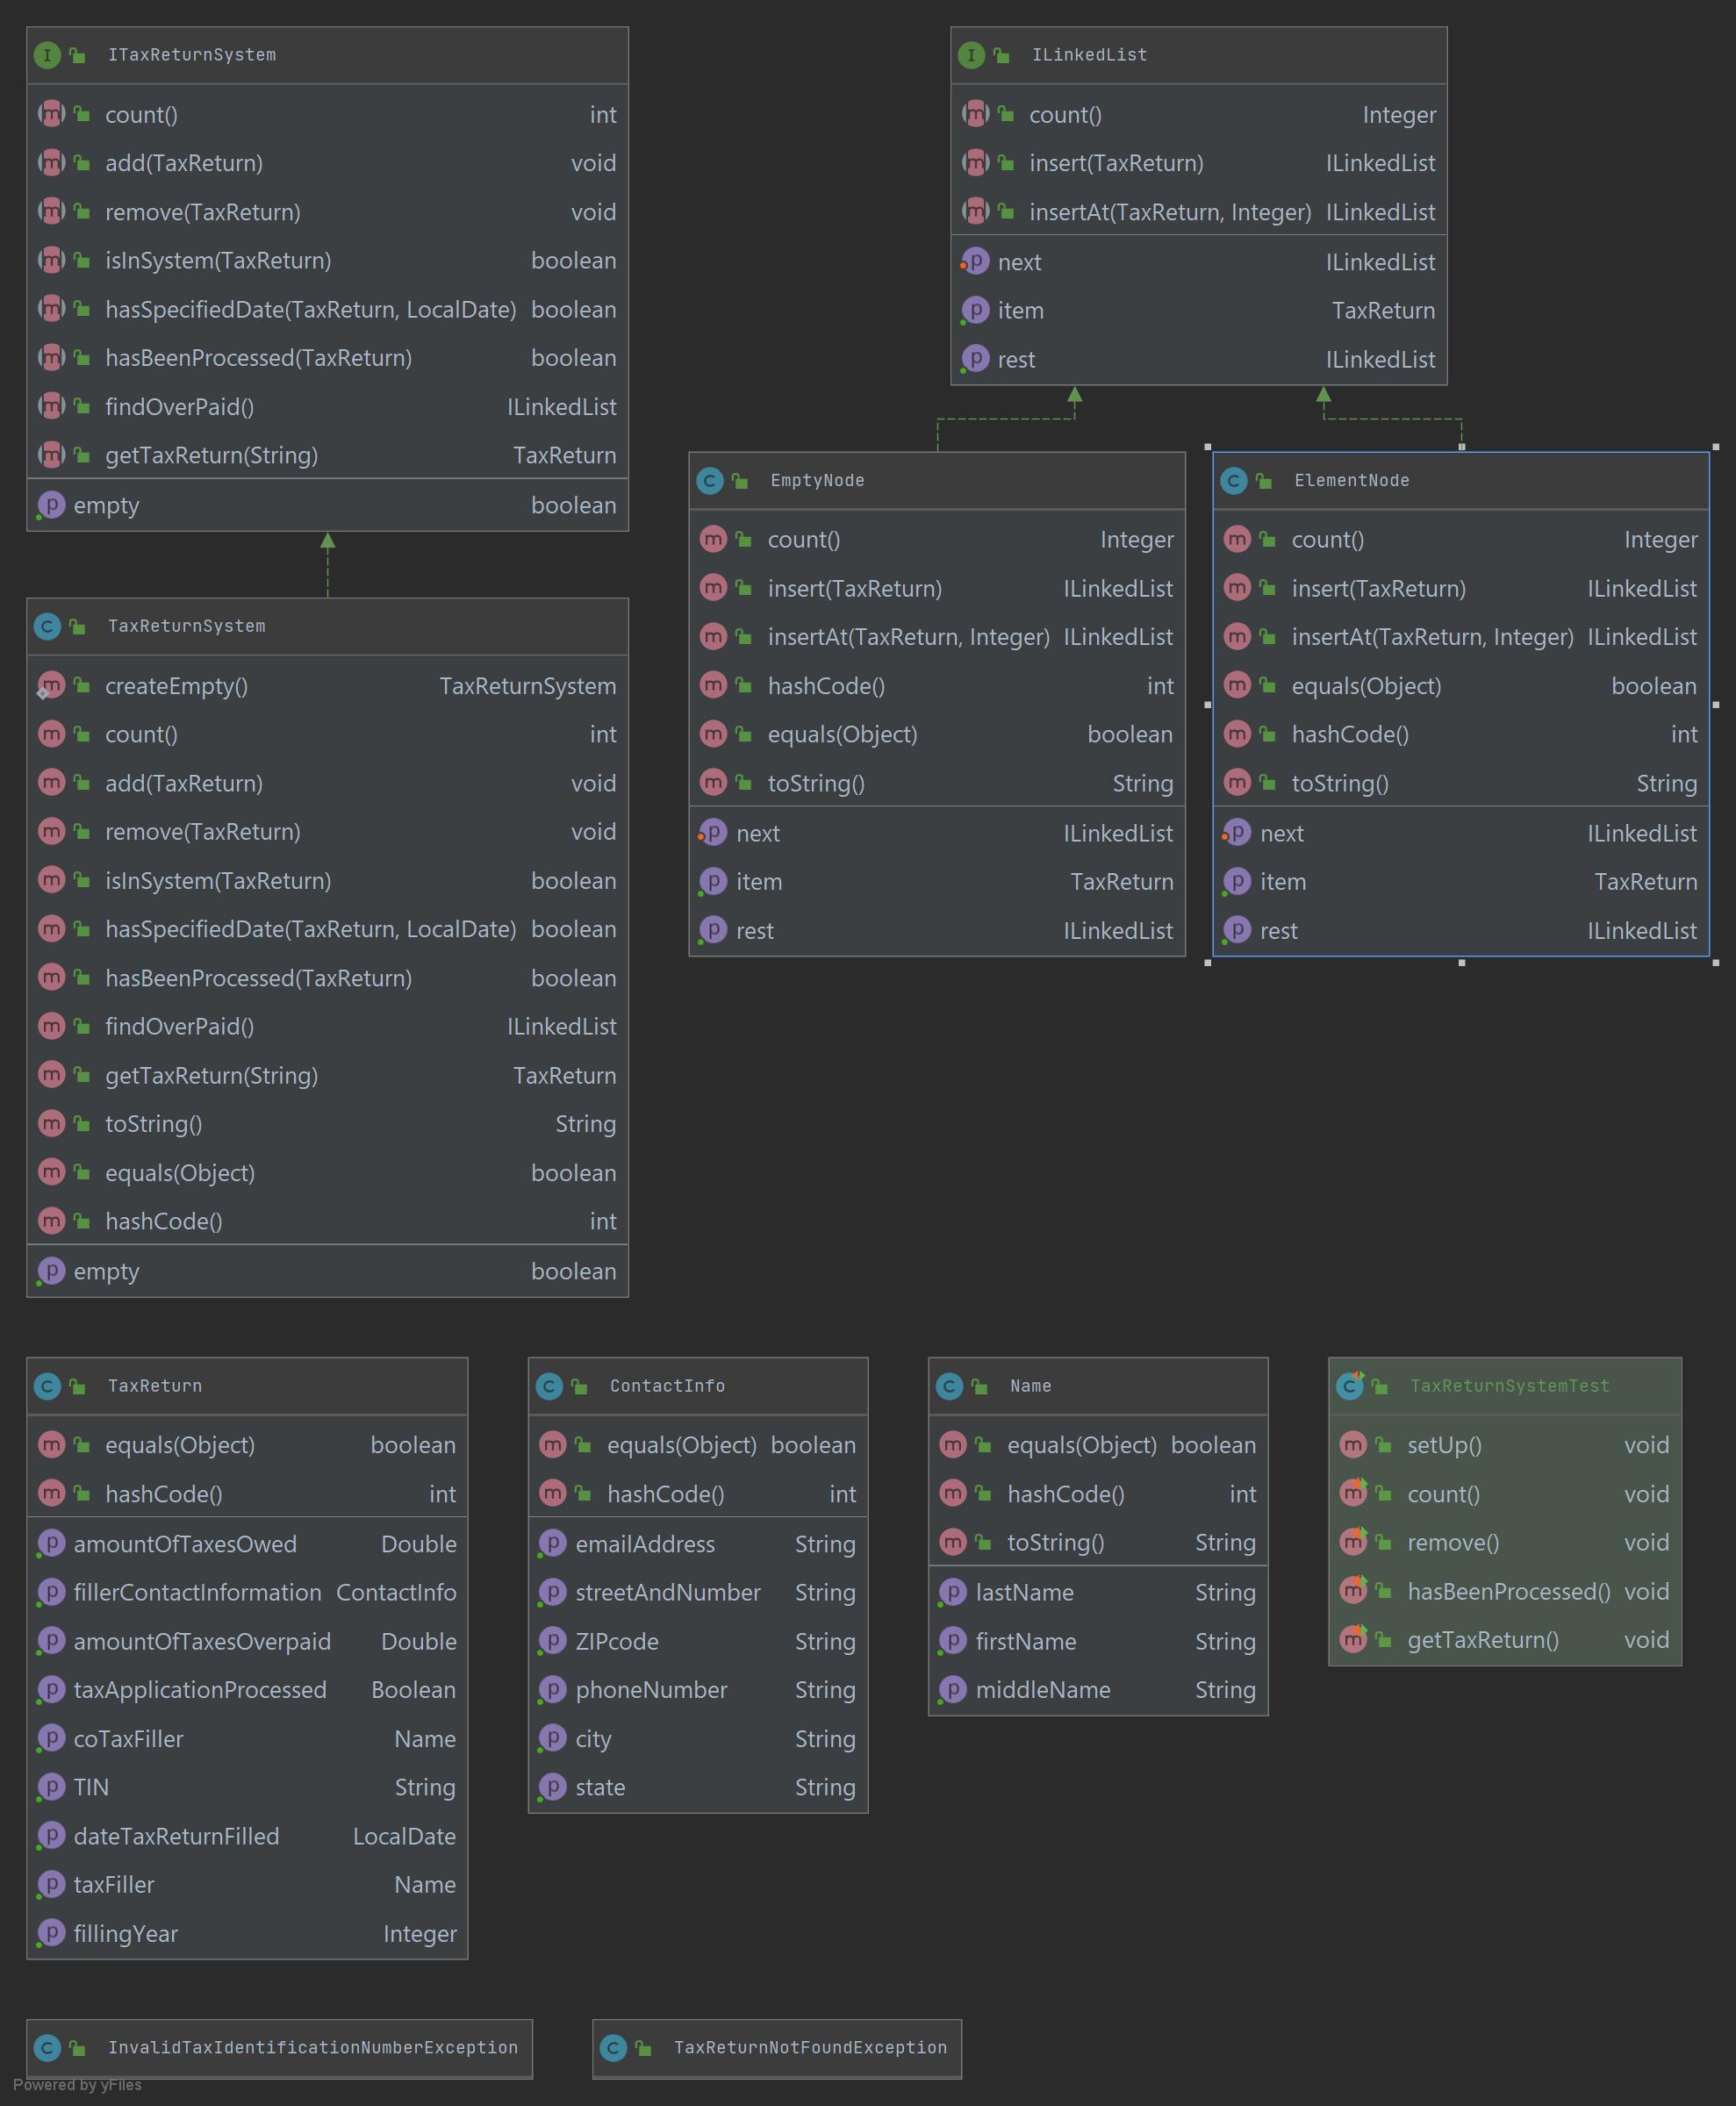 ITaxReturnSystem
count() int
add(TaxReturn) void
remove(TaxReturn) void
isInSystem(TaxReturn) boolean
hasSpecifiedDate(TaxReturn, LocalDate) boolean
hasBeenProcessed(TaxReturn) boolean
findOverPaid() ILinkedList
getTaxReturn(String) TaxReturn
empty boolean
ILinkedList
count() Integer
insert(TaxReturn) ILinkedList
insertAt(TaxReturn, Integer) ILinkedList
next ILinkedList
item TaxReturn
rest ILinkedList
EmptyNode
count() Integer
insert(TaxReturn) ILinkedList
insertAt(TaxReturn, Integer) ILinkedList
hashCode() int
equals(Object) boolean
toString() String
next ILinkedList
item TaxReturn
rest ILinkedList
ElementNode
count() Integer
insert(TaxReturn) ILinkedList
insertAt(TaxReturn, Integer) ILinkedList
equals(Object) boolean
hashCode() int
toString() String
next ILinkedList
item TaxReturn
rest ILinkedList
TaxReturnSystem
createEmpty() TaxReturnSystem
count() int
add(TaxReturn) void
remove(TaxReturn) void
isInSystem(TaxReturn) boolean
hasSpecifiedDate(TaxReturn, LocalDate) boolean
hasBeenProcessed(TaxReturn) boolean
findOverPaid() ILinkedList
getTaxReturn(String) TaxReturn
toString() String
equals(Object) boolean
hashCode() int
empty boolean
TaxReturn
equals(Object) boolean
hashCode() int
amountOfTaxesOwed Double
fillerContactInformation ContactInfo
amountOfTaxesOverpaid Double
taxApplicationProcessed Boolean
coTaxFiller Name
TIN String
dateTaxReturnFilled LocalDate
taxFiller Name
fillingYear Integer
ContactInfo
equals(Object) boolean
hashCode() int
emailAddress String
streetAndNumber String
ZIPcode String
phoneNumber String
city String
state String
Name
equals(Object) boolean
hashCode() int
toString() String
lastName String
firstName String
middleName String
TaxReturnSystemTest
setUp() void
count() void
remove() void
hasBeenProcessed() void
getTaxReturn() void
InvalidTaxIdentificationNumberException
TaxReturnNotFoundException
Powered by yFiles